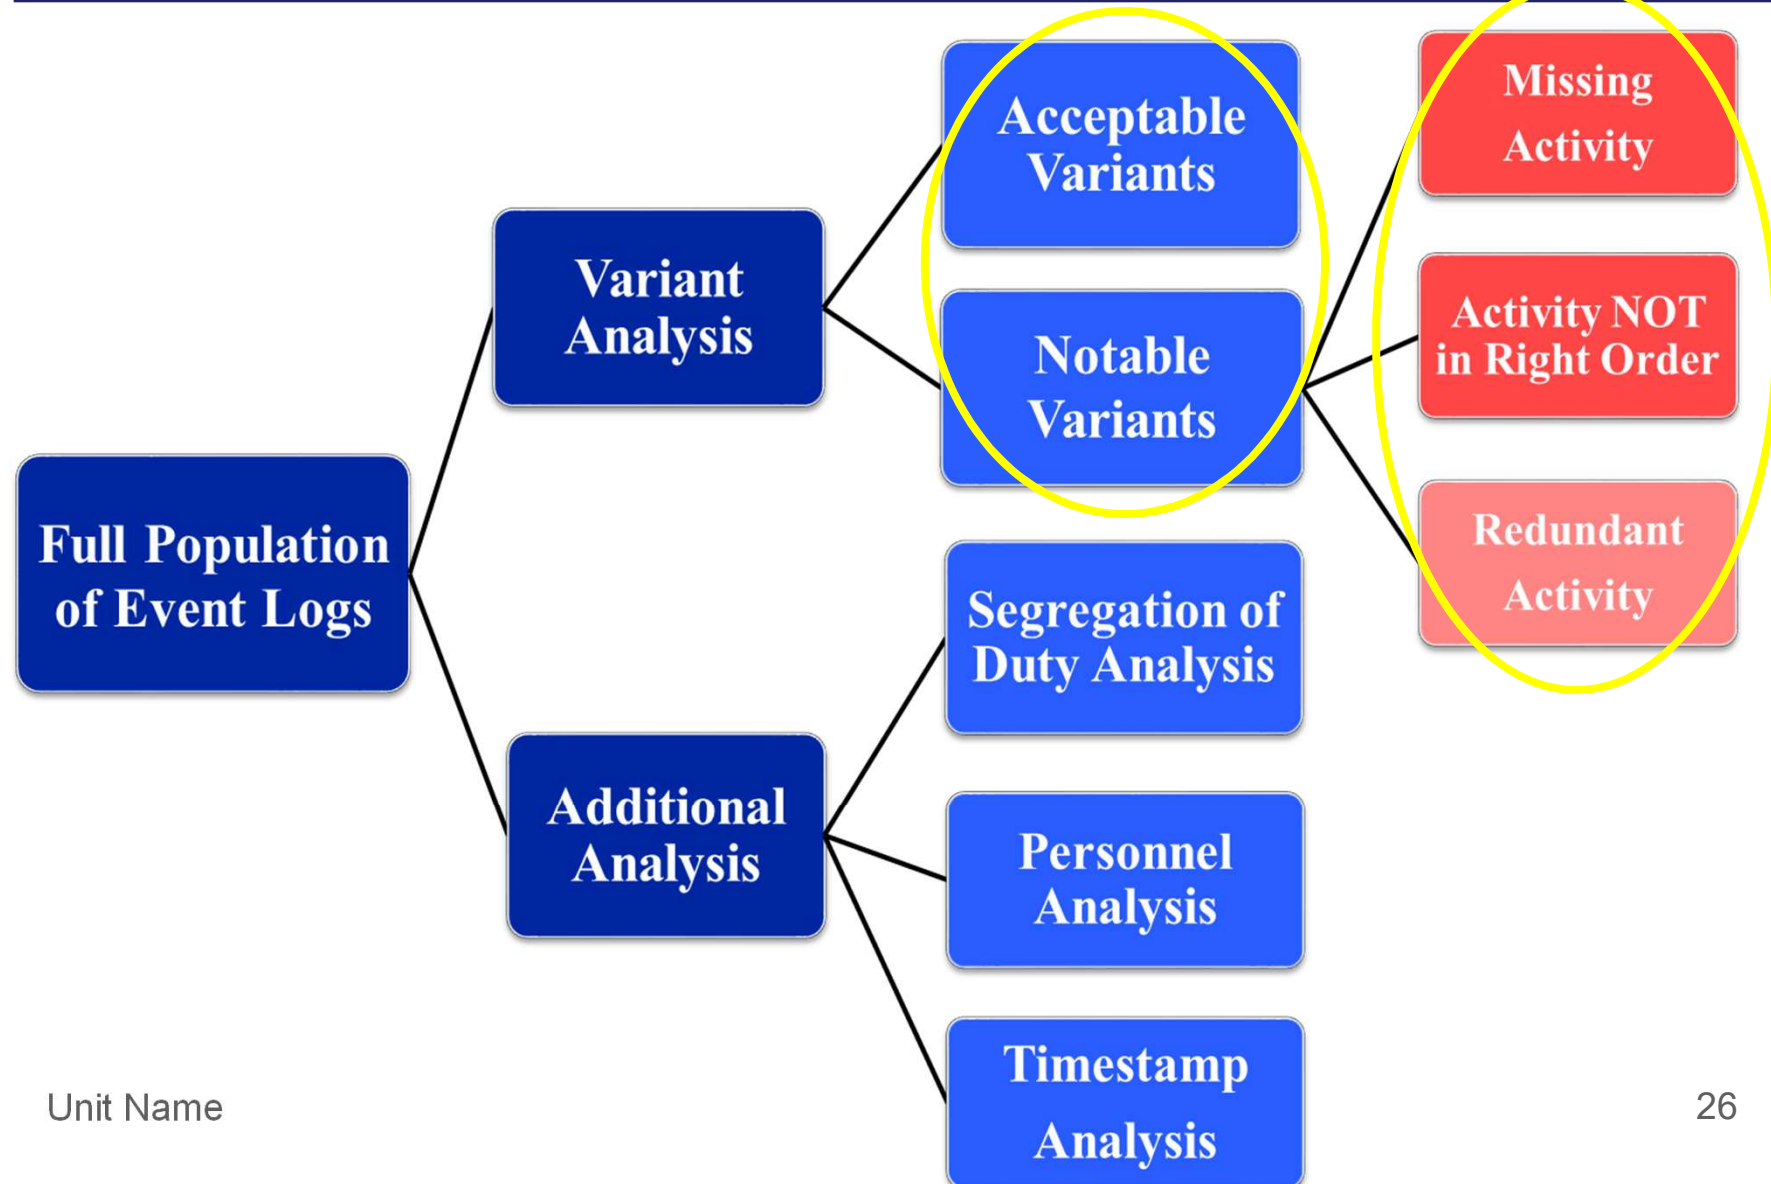 Full Population
of Event Logs
Variant
Analysis
Additional
Analysis
Acceptable
Variants
Notable
Variants
Segregation of
Duty Analysis
Personnel
Analysis
Timestamp
Analysis
Missing
Activity
Activity NOT
in Right Order
Redundant
Activity
Unit Name
26